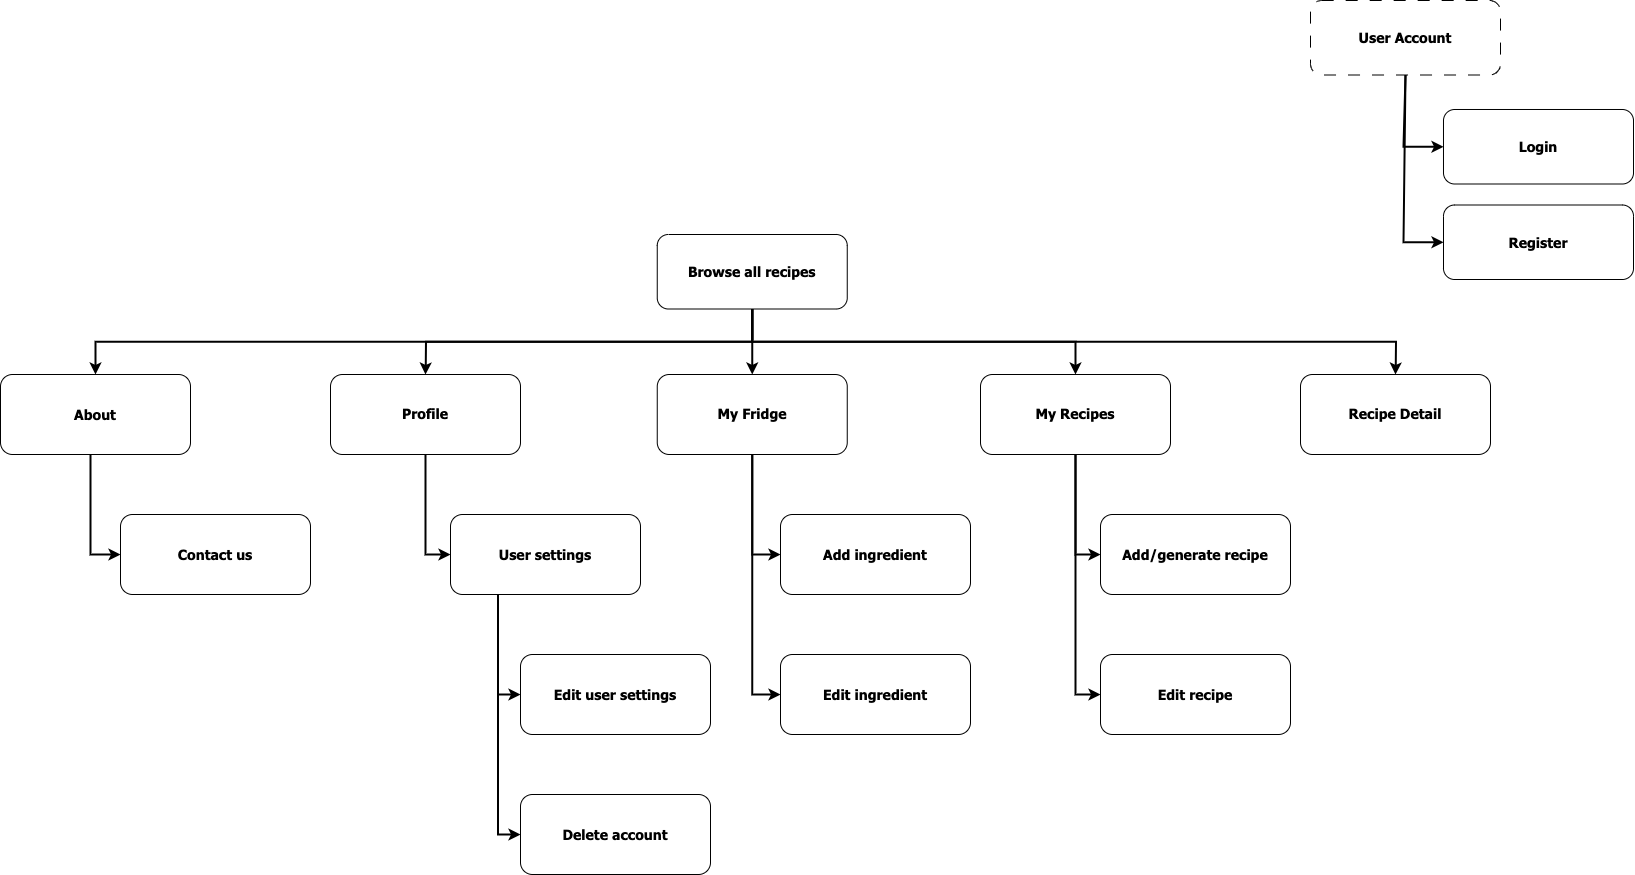 User Account
Login
Register
Browse all recipes
About
Profile
My Fridge
My Recipes
Recipe Detail
Contact us
User settings
Add ingredient
Add/generate recipe
Edit user settings
Edit ingredient
Edit recipe
Delete account